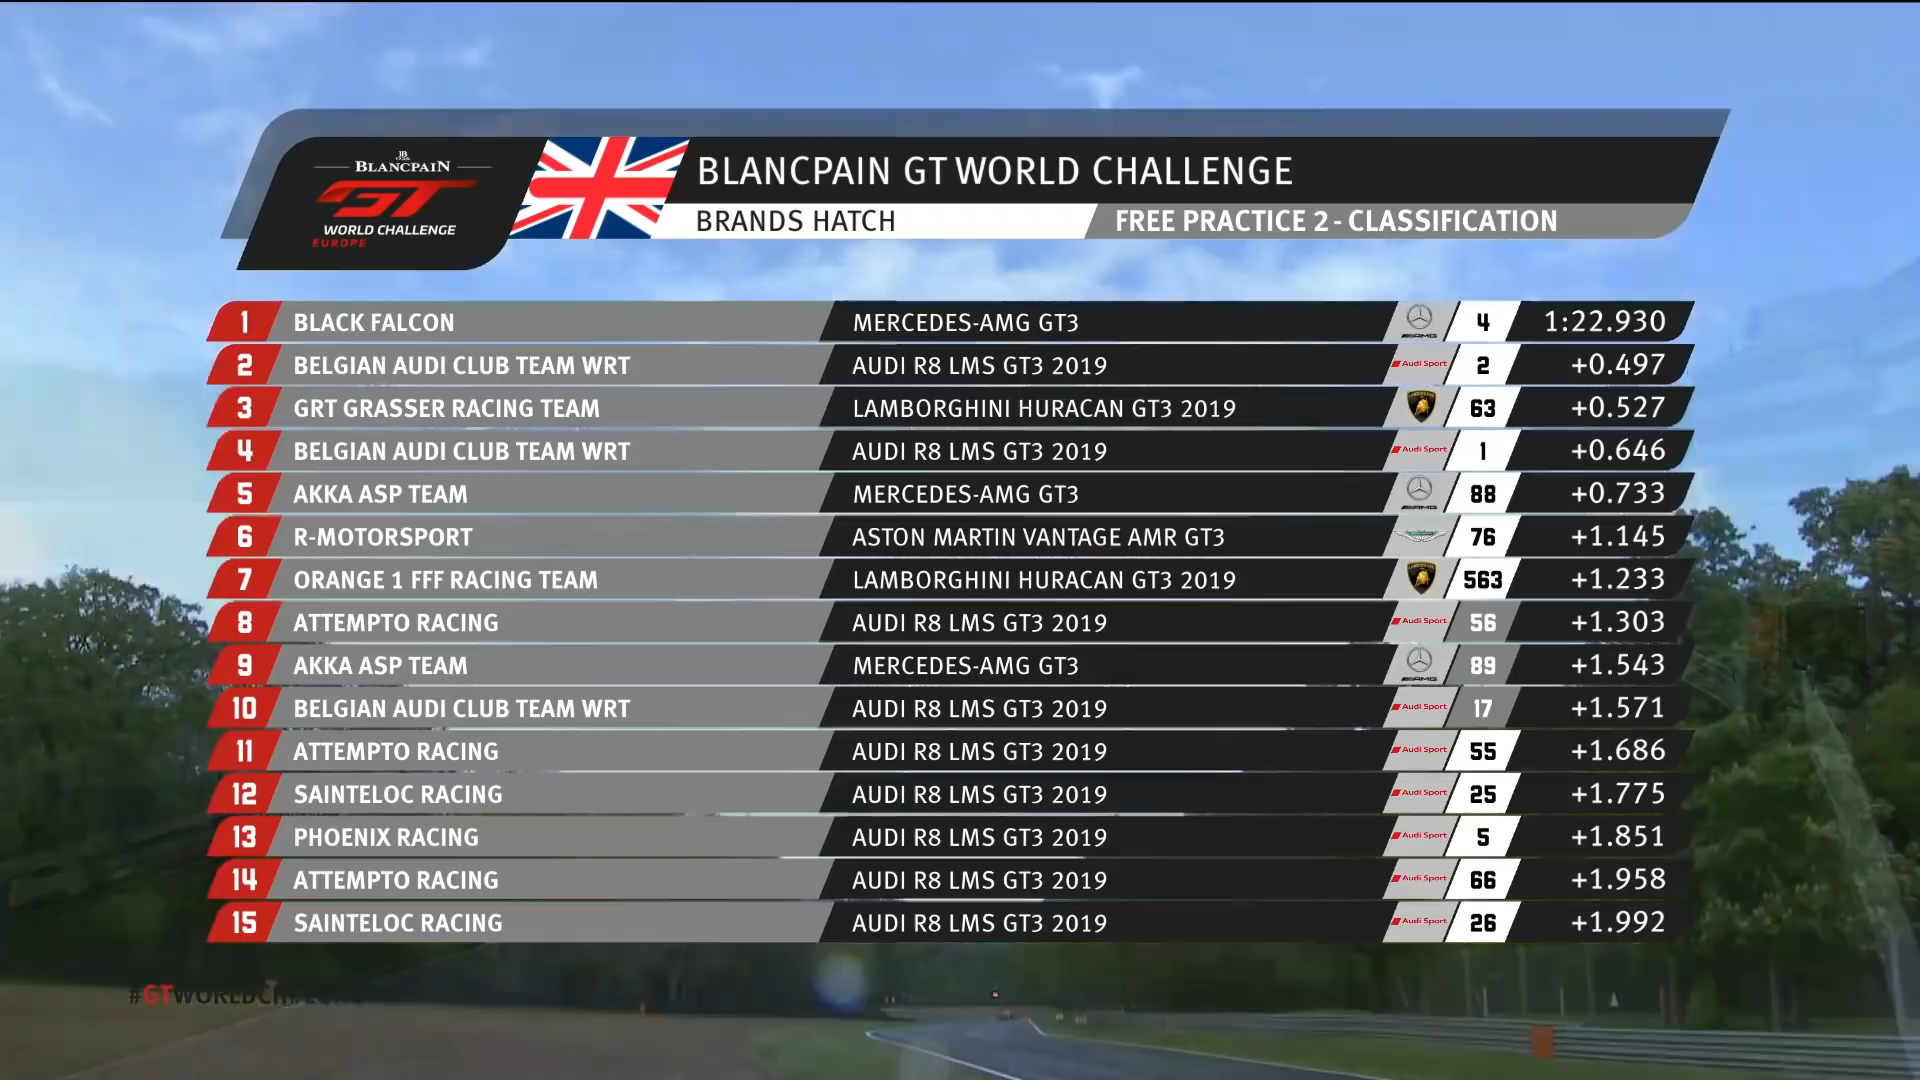 BLANCPAIN
GT
WORLD CHALLENGE
EUROPE
BLANCPAIN GT WORLD CHALLENGE
BRANDS HATCH FREE PRACTICE 2 - CLASSIFICATION
1 BLACK FALCON MERCEDES-AMG GT3 AMG 4 1:22.930
2 BELGIAN AUDI CLUB TEAM WRT AUDI R8 LMS GT3 2019 Audi Sport 2 +0.497
3 GRT GRASSER RACING TEAM LAMBORGHINI HURACAN GT3 2019 63 +0.527
4 BELGIAN AUDI CLUB TEAM WRT AUDI R8 LMS GT3 2019 Audi Sport 1 +0.646
5 AKKA ASP TEAM MERCEDES-AMG GT3 AMG 88 +0.733
6 R-MOTORSPORT ASTON MARTIN VANTAGE AMR GT3 76 +1.145
7 ORANGE 1 FFF RACING TEAM LAMBORGHINI HURACAN GT3 2019 563 +1.233
8 ATTEMPTO RACING AUDI R8 LMS GT3 2019 Audi Sport 56 +1.303
9 AKKA ASP TEAM MERCEDES-AMG GT3 AMG 89 +1.543
10 BELGIAN AUDI CLUB TEAM WRT AUDI R8 LMS GT3 2019 Audi Sport 17 +1.571
11 ATTEMPTO RACING AUDI R8 LMS GT3 2019 Audi Sport 55 +1.686
12 SAINTELOC RACING AUDI R8 LMS GT3 2019 Audi Sport 25 +1.775
13 PHOENIX RACING AUDI R8 LMS GT3 2019 Audi Sport 5 +1.851
14 ATTEMPTO RACING AUDI R8 LMS GT3 2019 Audi Sport 66 +1.958
15 SAINTELOC RACING AUDI R8 LMS GT3 2019 Audi Sport 26 +1.992